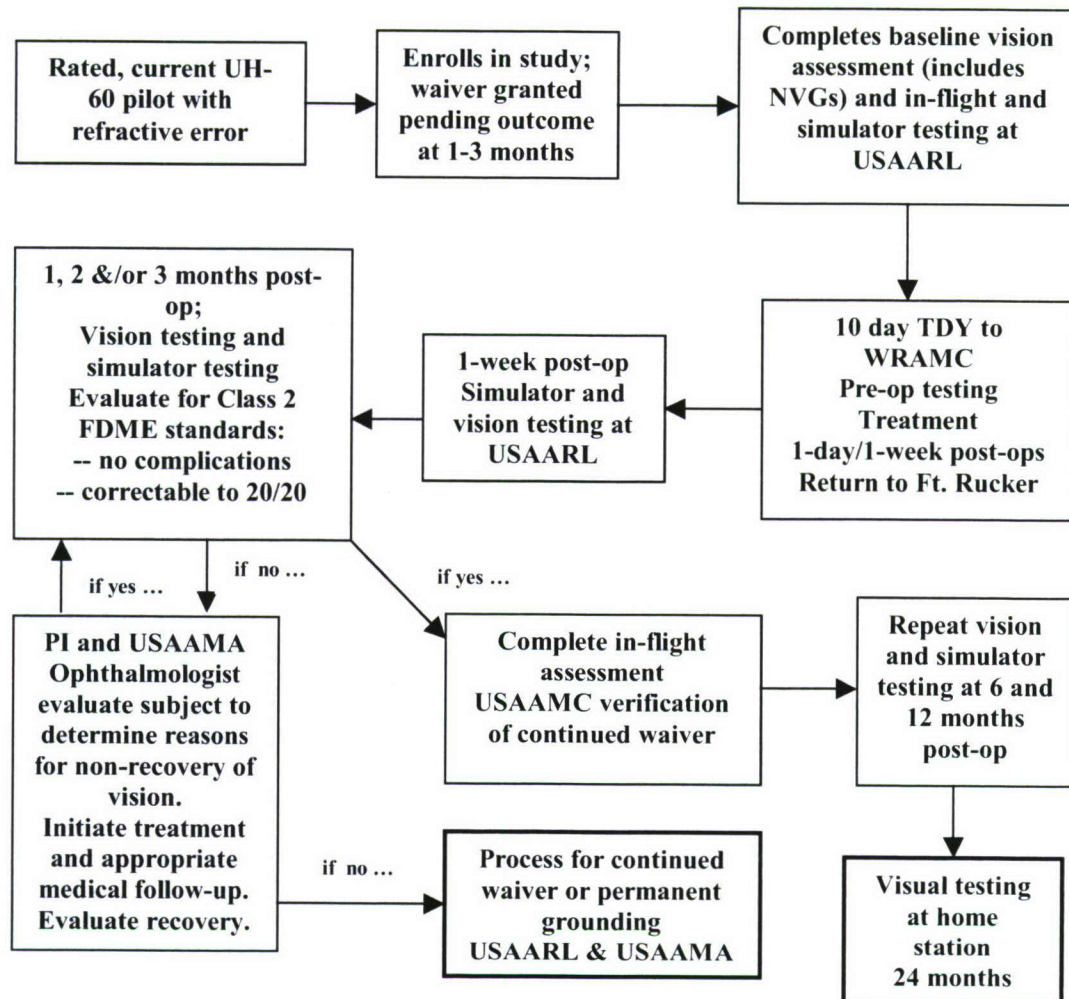 Rated, current UH-
60 pilot with
refractive error
Enrolls in study;
waiver granted
pending outcome
at 1-3 months
Completes baseline vision
assessment (includes
NVGs) and in-flight and
simulator testing at
USAARL
10 day TDY to
WRAMC
Pre-op testing
Treatment
1-day/1-week post-ops
Return to Ft. Rucker
1-week post-op
Simulator and
vision testing at
USAARL
1, 2 &/or 3 months post-
op;
Vision testing and
simulator testing
Evaluate for Class 2
FDME standards:
-- no complications
-- correctable to 20/20
if yes …
if no …
if yes …
PI and USAAMA
Ophthalmologist
evaluate subject to
determine reasons
for non-recovery of
vision.
Initiate treatment
and appropriate
medical follow-up.
Evaluate recovery.
if no …
Complete in-flight
assessment
USAAMC verification
of continued waiver
Repeat vision
and simulator
testing at 6 and
12 months
post-op
Process for continued
waiver or permanent
grounding
USAARL & USAAMA
Visual testing
at home
station
24 months